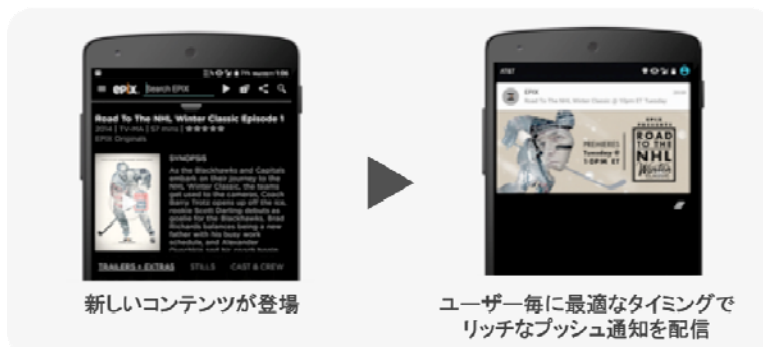 epix
Search EPIX
Road To The NHL Winter Classic Episode 1
2014 | TV-MA | 57 mins | ★★★★★
EPIX Originals
SYNOPSIS
As the Blackhawks and Capitals
embark on their journey to the
NHL Winter Classic, the teams
get used to the cameras, Coach
Barry Trotz opens up off the ice,
rookie Scott Darling debuts as
goalie for the Blackhawks, Brad
Richards balances being a new
father with his busy work
schedule, and Alexander
TRAILERS + EXTRAS STILLS CAST & CREW
新しいコンテンツが登場
AT&T
EPIX
Road To The NHL Winter Classic @ 10pm ET Tuesday
PREMIERES
Tuesday @
10PM ET
EPIX
PRESENTS
ROAD
TO THE
NHL
Winter
CLASSIC
ユーザー毎に最適なタイミングで
リッチなプッシュ通知を配信